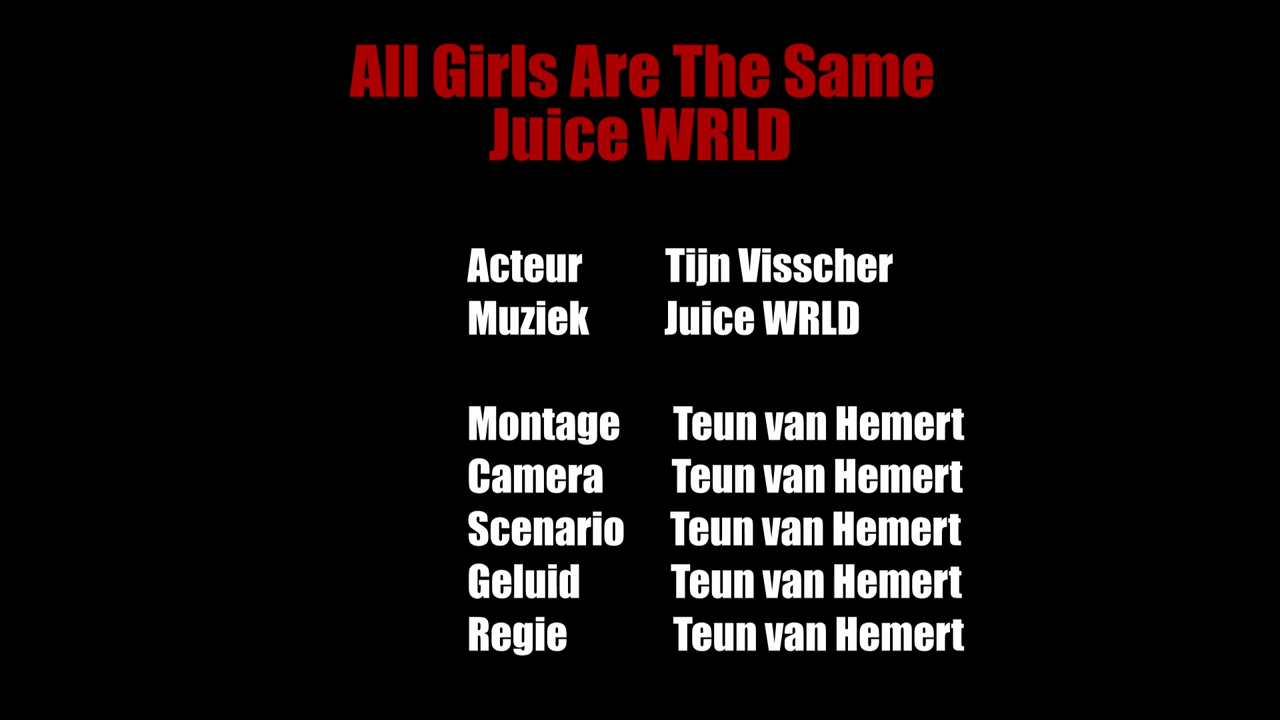 All Girls Are The Same
Juice WRLD
Acteur Tijn Visscher
Muziek Juice WRLD
Montage Teun van Hemert
Camera Teun van Hemert
Scenario Teun van Hemert
Geluid Teun van Hemert
Regie Teun van Hemert